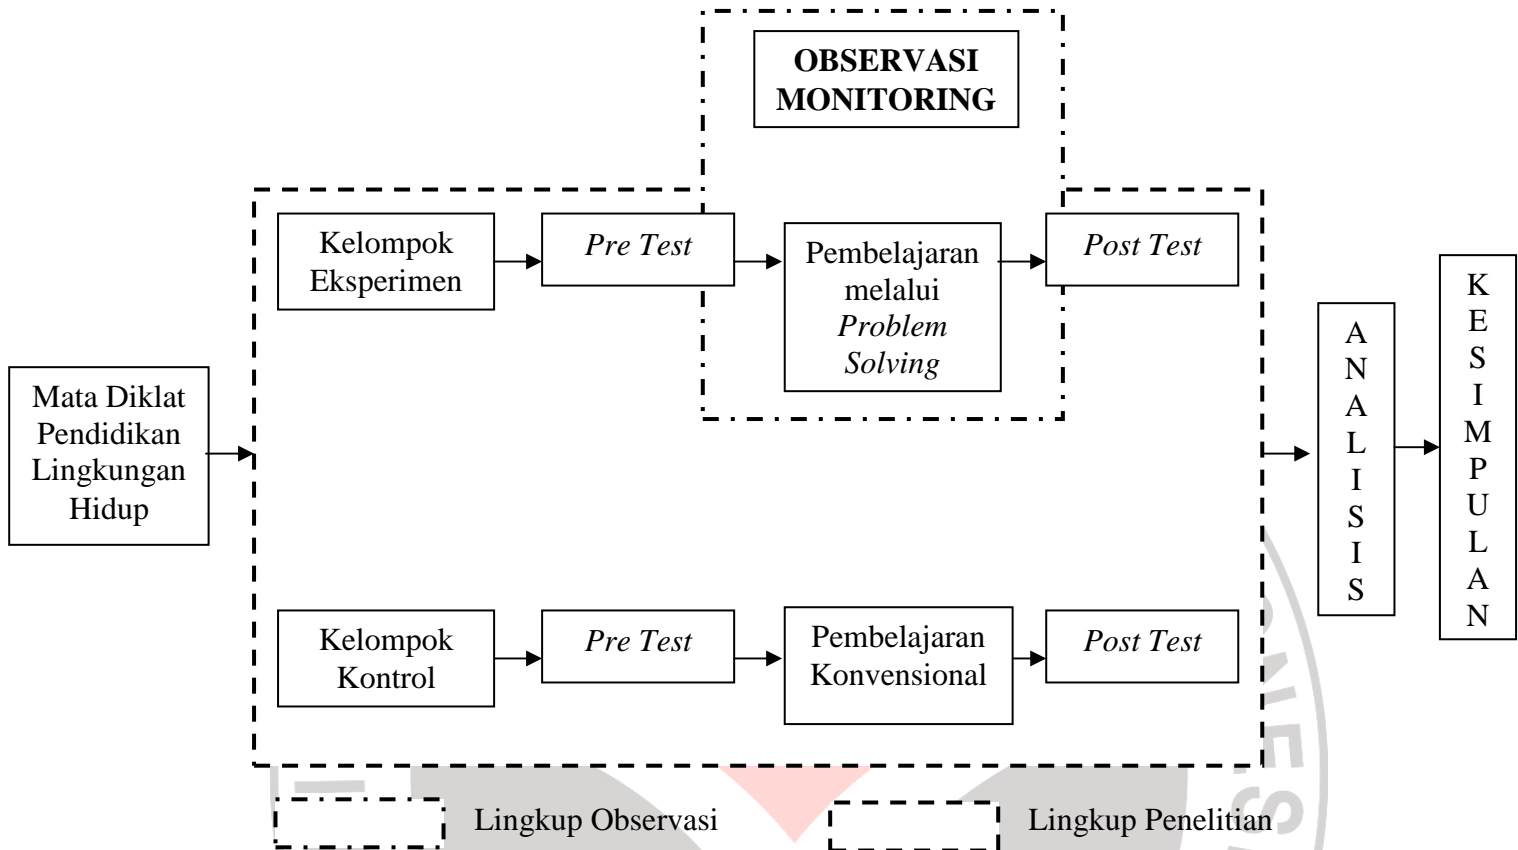 OBSERVASI
MONITORING
Kelompok
Eksperimen
Pre Test
Pembelajaran
melalui
Problem
Solving
Post Test
Mata Diklat
Pendidikan
Lingkungan
Hidup
Kelompok
Kontrol
Pre Test
Pembelajaran
Konvensional
Post Test
A
N
A
L
I
S
I
S
K
E
S
I
M
P
U
L
A
N
Lingkup Observasi
Lingkup Penelitian